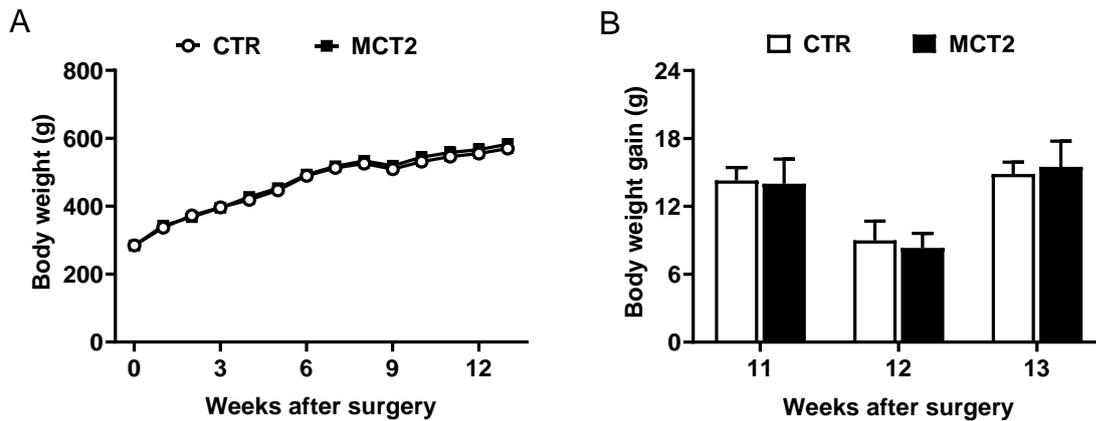 A
CTR MCT2
Body weight (g)
800
600
400
200
0
0 3 6 9 12
Weeks after surgery
B
CTR MCT2
Body weight gain (g)
24
18
12
6
0
11 12 13
Weeks after surgery